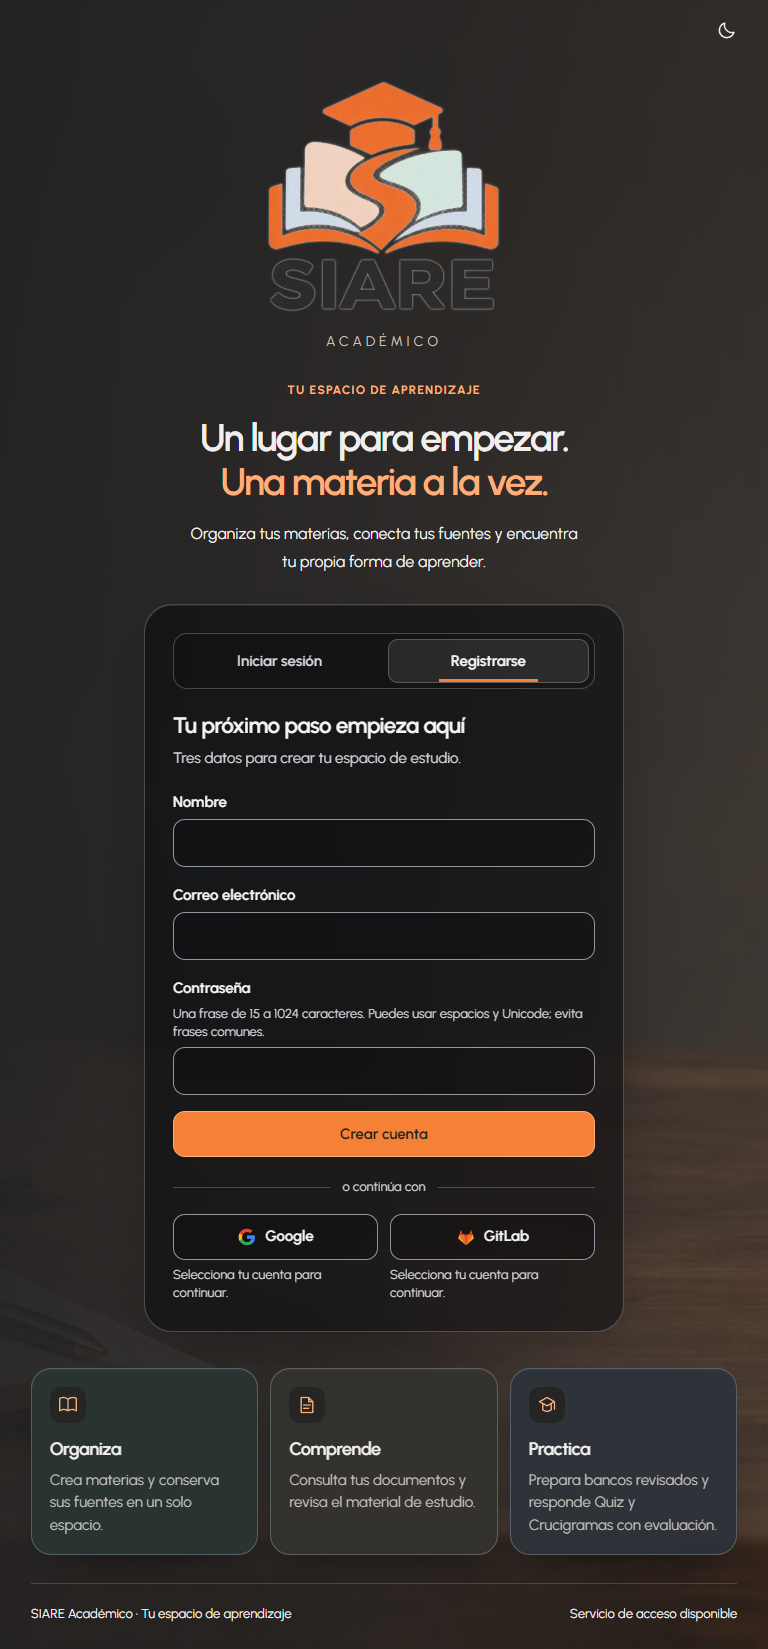 SIARE
ACADÉMICO
TU ESPACIO DE APRENDIZAJE
Un lugar para empezar.
Una materia a la vez.
Organiza tus materias, conecta tus fuentes y encuentra
tu propia forma de aprender.
Iniciar sesión
Registrarse
Tu próximo paso empieza aquí
Tres datos para crear tu espacio de estudio.
Nombre
Correo electrónico
Contraseña
Una frase de 15 a 1024 caracteres. Puedes usar espacios y Unicode; evita
frases comunes.
Crear cuenta
o continúa con
Google
GitLab
Selecciona tu cuenta para
continuar.
Selecciona tu cuenta para
continuar.
Organiza
Crea materias y conserva
sus fuentes en un solo
espacio.
Comprende
Consulta tus documentos y
revisa el material de estudio.
Practica
Prepara bancos revisados y
responde Quiz y
Crucigramas con evaluación.
SIARE Académico · Tu espacio de aprendizaje
Servicio de acceso disponible